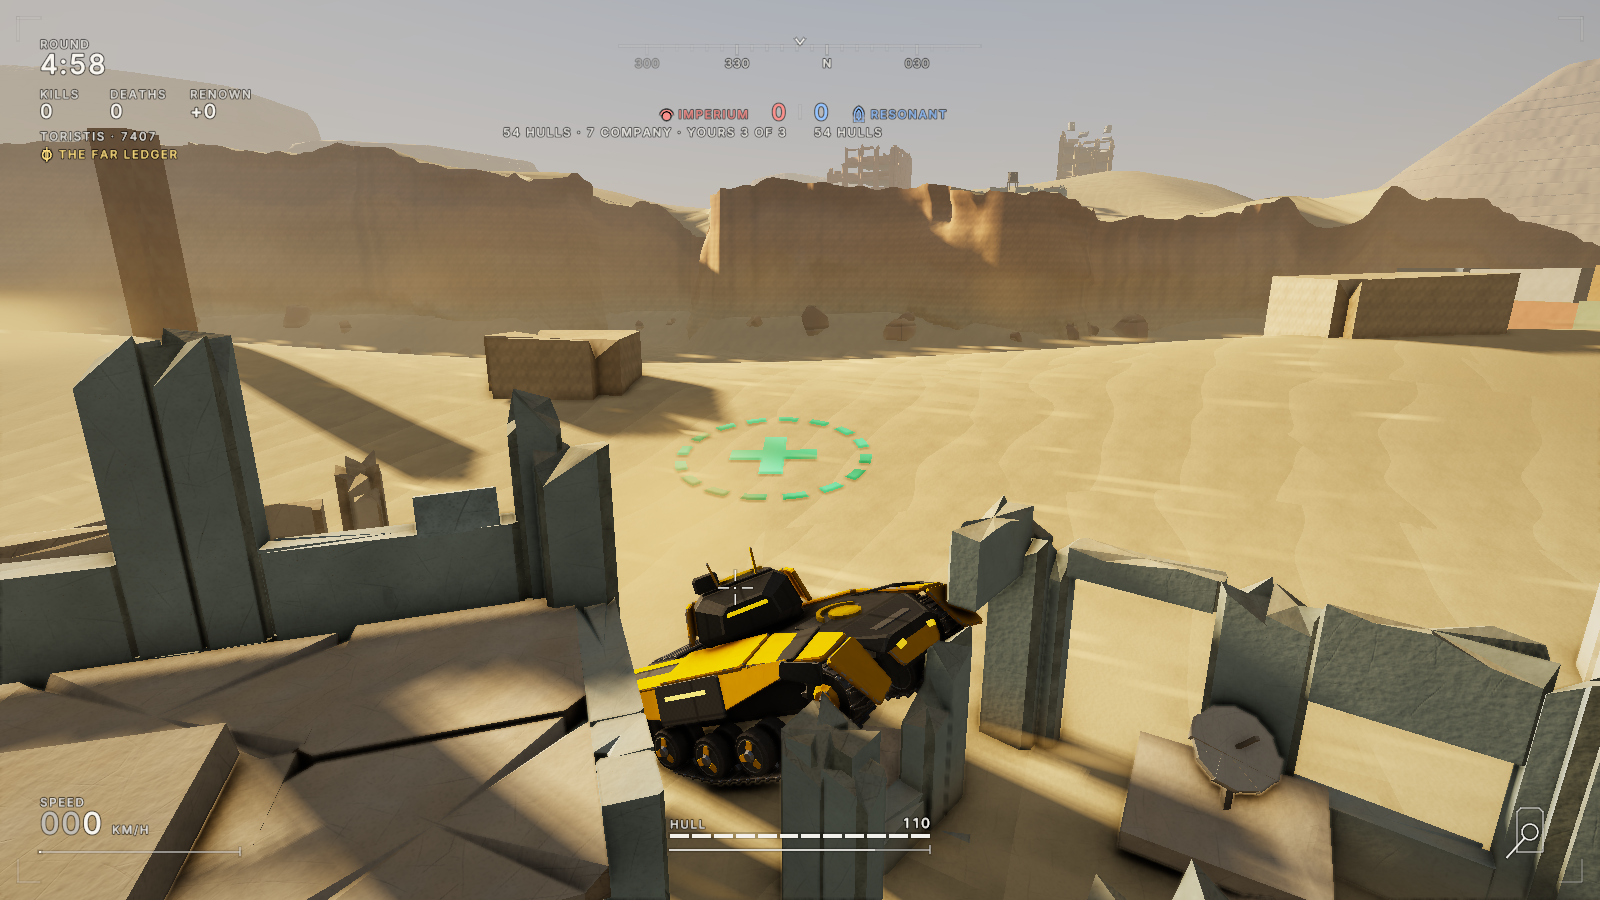 ROUND
4:58
KILLS DEATHS RENOWN
0 0 +0
TORISTIS · 7407
THE FAR LEDGER
300 330 N 030
IMPERIUM 0 0 RESONANT
54 HULLS · 7 COMPANY · YOURS 3 OF 3 54 HULLS
SPEED
000 KM/H
HULL 110